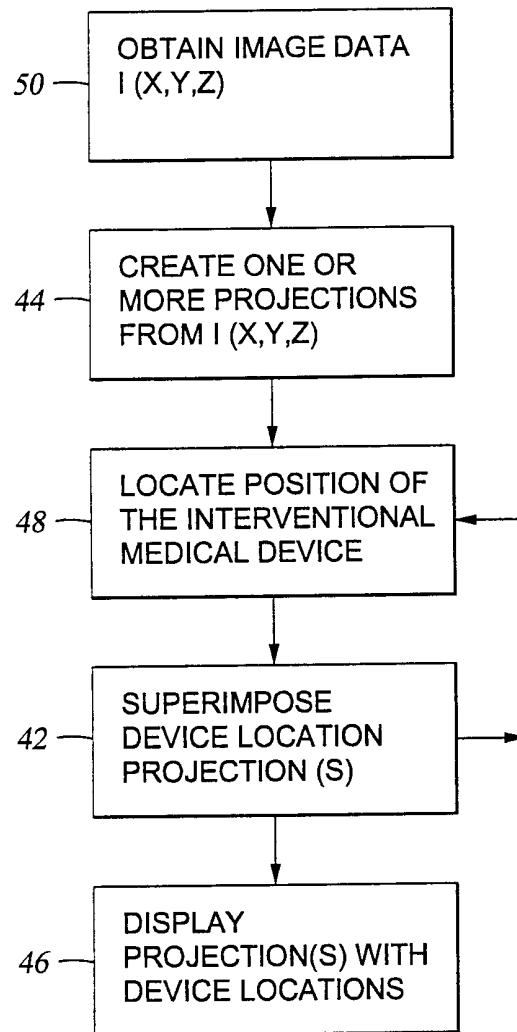 50
OBTAIN IMAGE DATA
I (X,Y,Z)
44
CREATE ONE OR
MORE PROJECTIONS
FROM I (X,Y,Z)
48
LOCATE POSITION OF
THE INTERVENTIONAL
MEDICAL DEVICE
42
SUPERIMPOSE
DEVICE LOCATION
PROJECTION (S)
46
DISPLAY
PROJECTION(S) WITH
DEVICE LOCATIONS